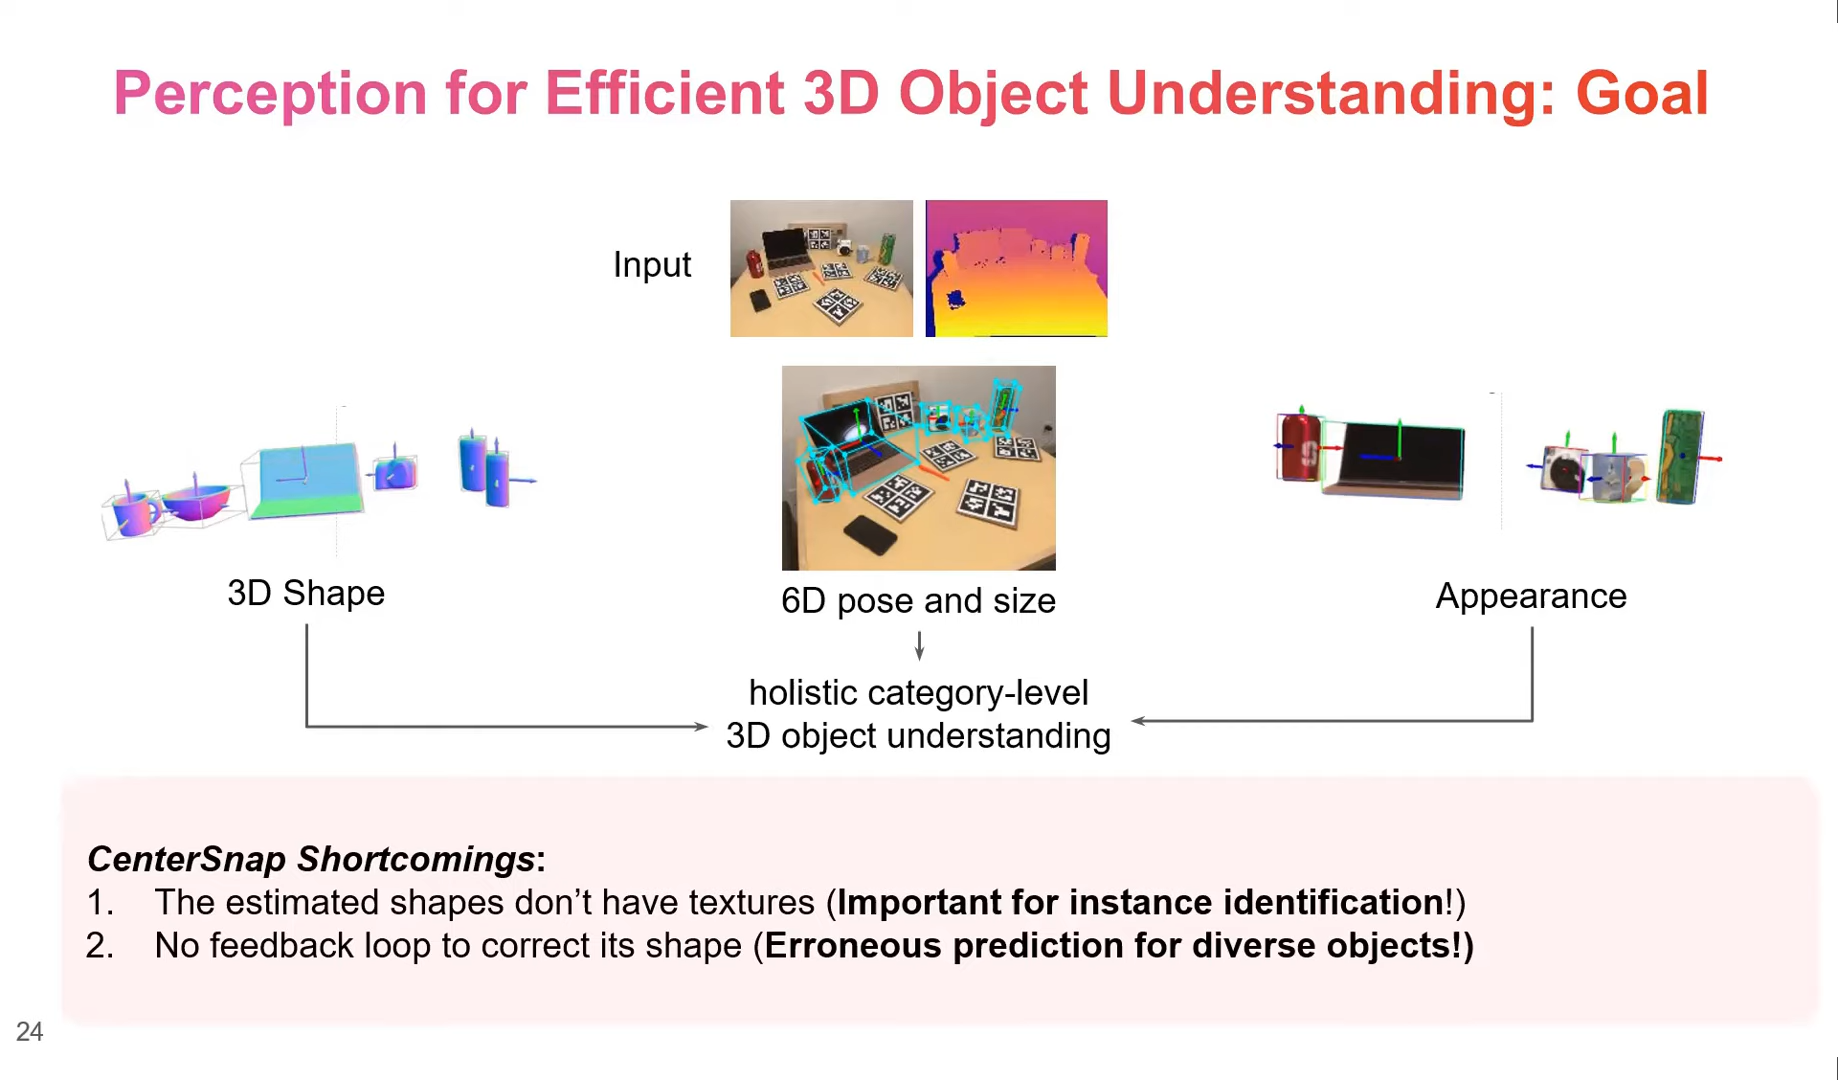 Perception for Efficient 3D Object Understanding: Goal
Input
3D Shape
6D pose and size
Appearance
holistic category-level
3D object understanding
CenterSnap Shortcomings:
1. The estimated shapes don’t have textures (Important for instance identification!)
2. No feedback loop to correct its shape (Erroneous prediction for diverse objects!)
24